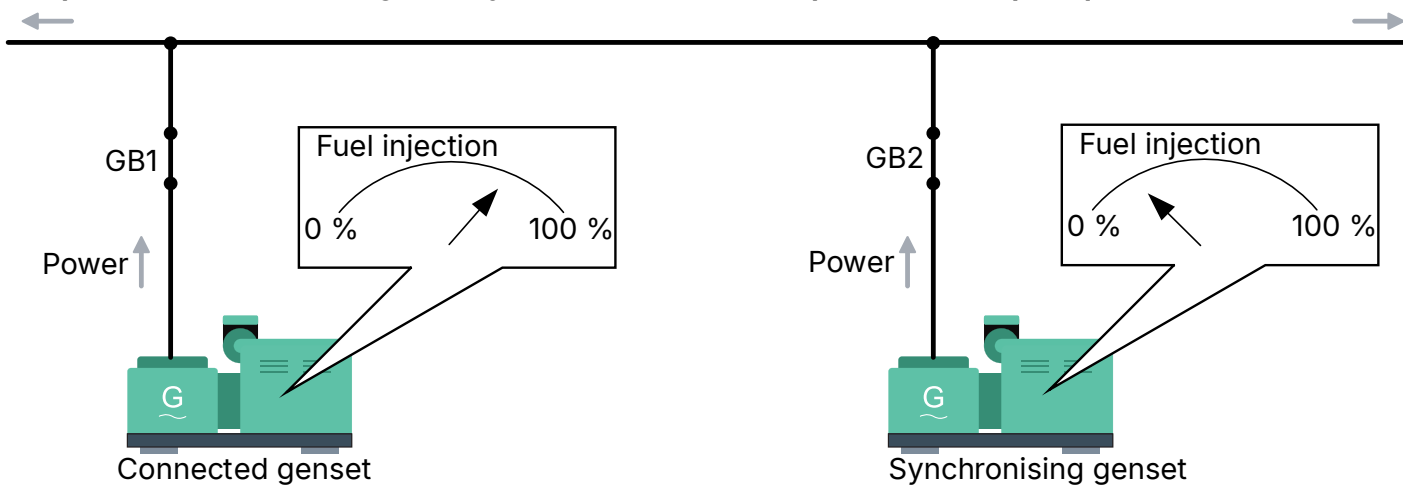 Fuel injection
Fuel injection
GB1
GB2
0 %
100 %
0 %
100 %
Power
Power
G
G
Connected genset
Synchronising genset